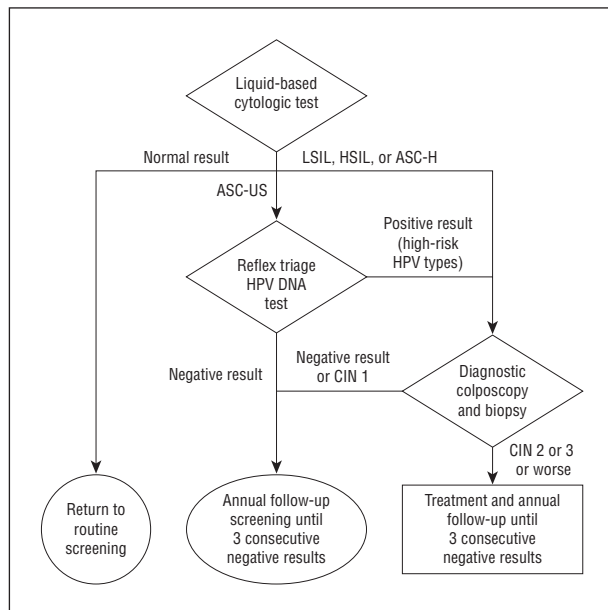 Liquid-based
cytologic test
Normal result
LSIL, HSIL, or ASC-H
ASC-US
Positive result
(high-risk
HPV types)
Reflex triage
HPV DNA
test
Negative result
Negative result
or CIN 1
Diagnostic
colposcopy
and biopsy
CIN 2 or 3
or worse
Return to
routine
screening
Annual follow-up
screening until
3 consecutive
negative results
Treatment and annual
follow-up until
3 consecutive
negative results